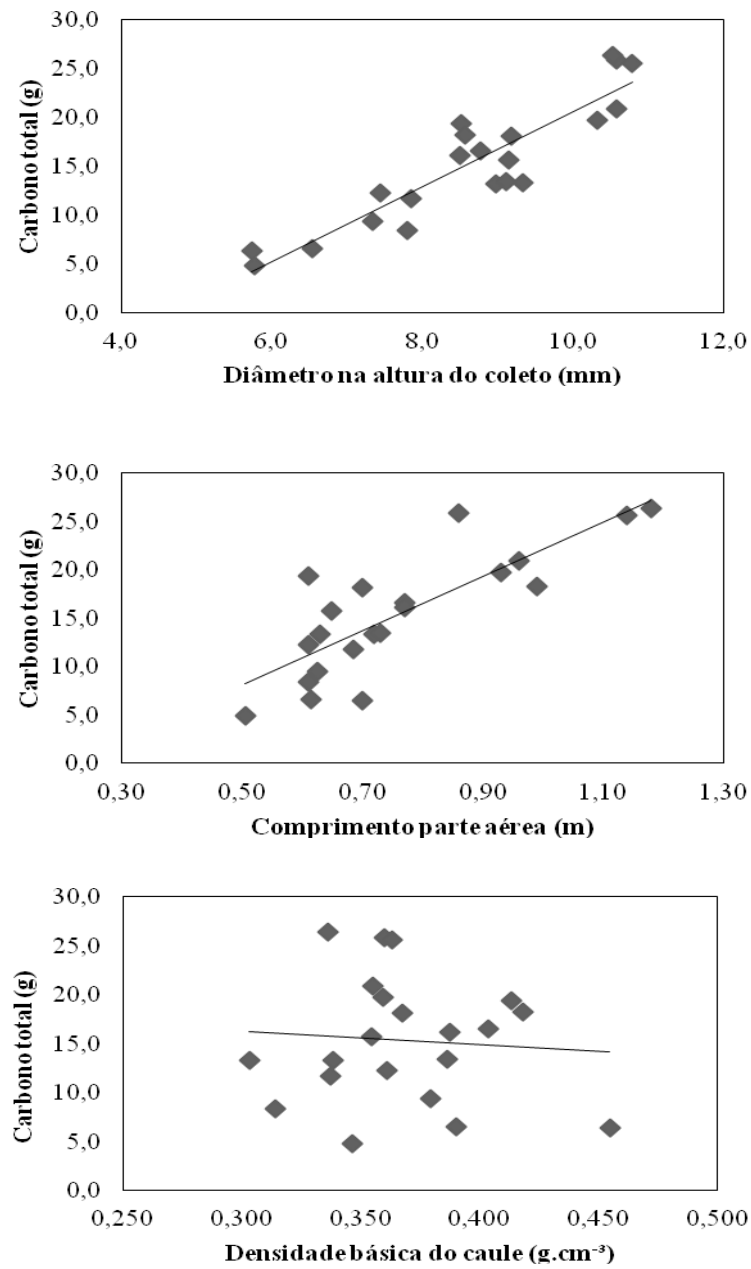 30,0
25,0
20,0
15,0
10,0
5,0
0,0
Carbono total (g)
4,0 6,0 8,0 10,0 12,0
Diâmetro na altura do coleto (mm)
30,0
25,0
20,0
15,0
10,0
5,0
0,0
Carbono total (g)
0,30 0,50 0,70 0,90 1,10 1,30
Comprimento parte aérea (m)
30,0
25,0
20,0
15,0
10,0
5,0
0,0
Carbono total (g)
0,250 0,300 0,350 0,400 0,450 0,500
Densidade básica do caule (g.cm⁻³)